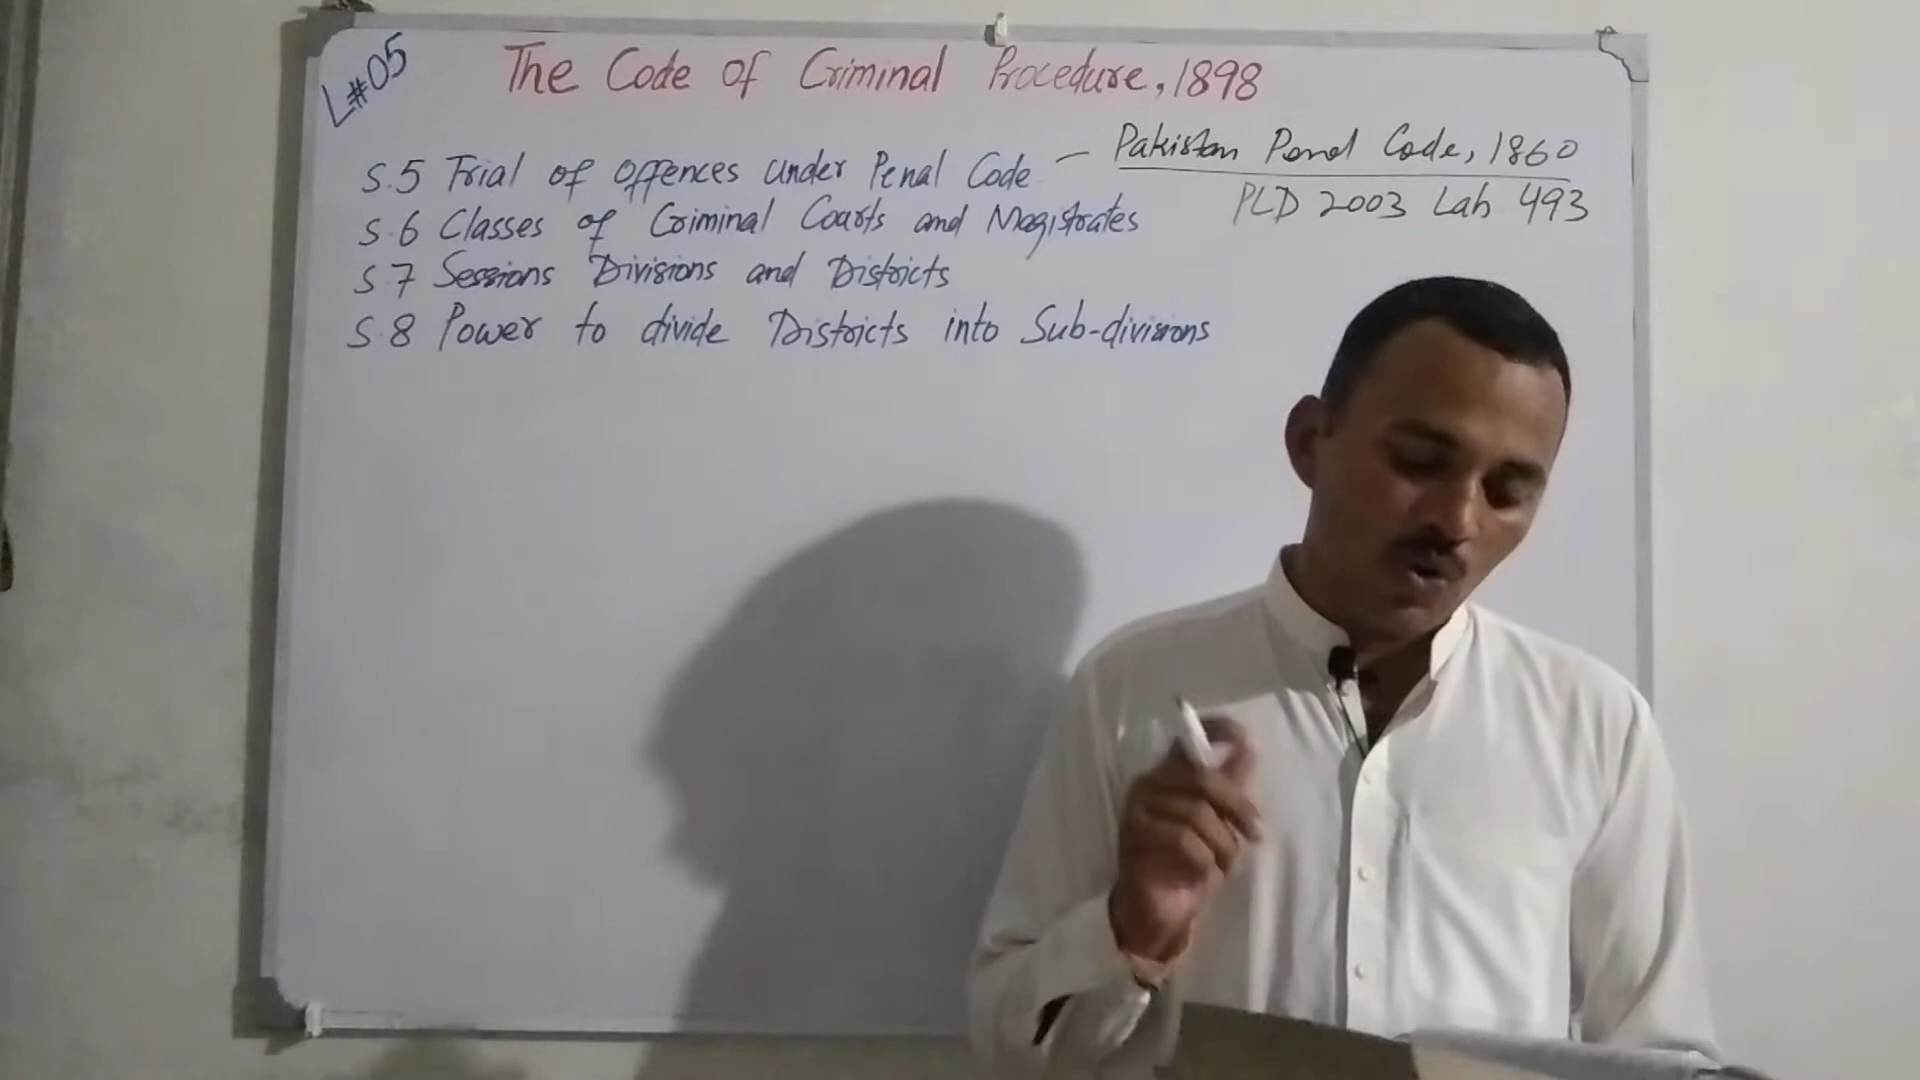 L#05
The Code of Criminal Procedure, 1898
S.5 Trial of Offences under Penal Code — Pakistan Penal Code, 1860
PLD 2003 Lah 493
S.6 Classes of Criminal Courts and Magistrates
S.7 Sessions Divisions and Districts
S.8 Power to divide Districts into Sub-divisions